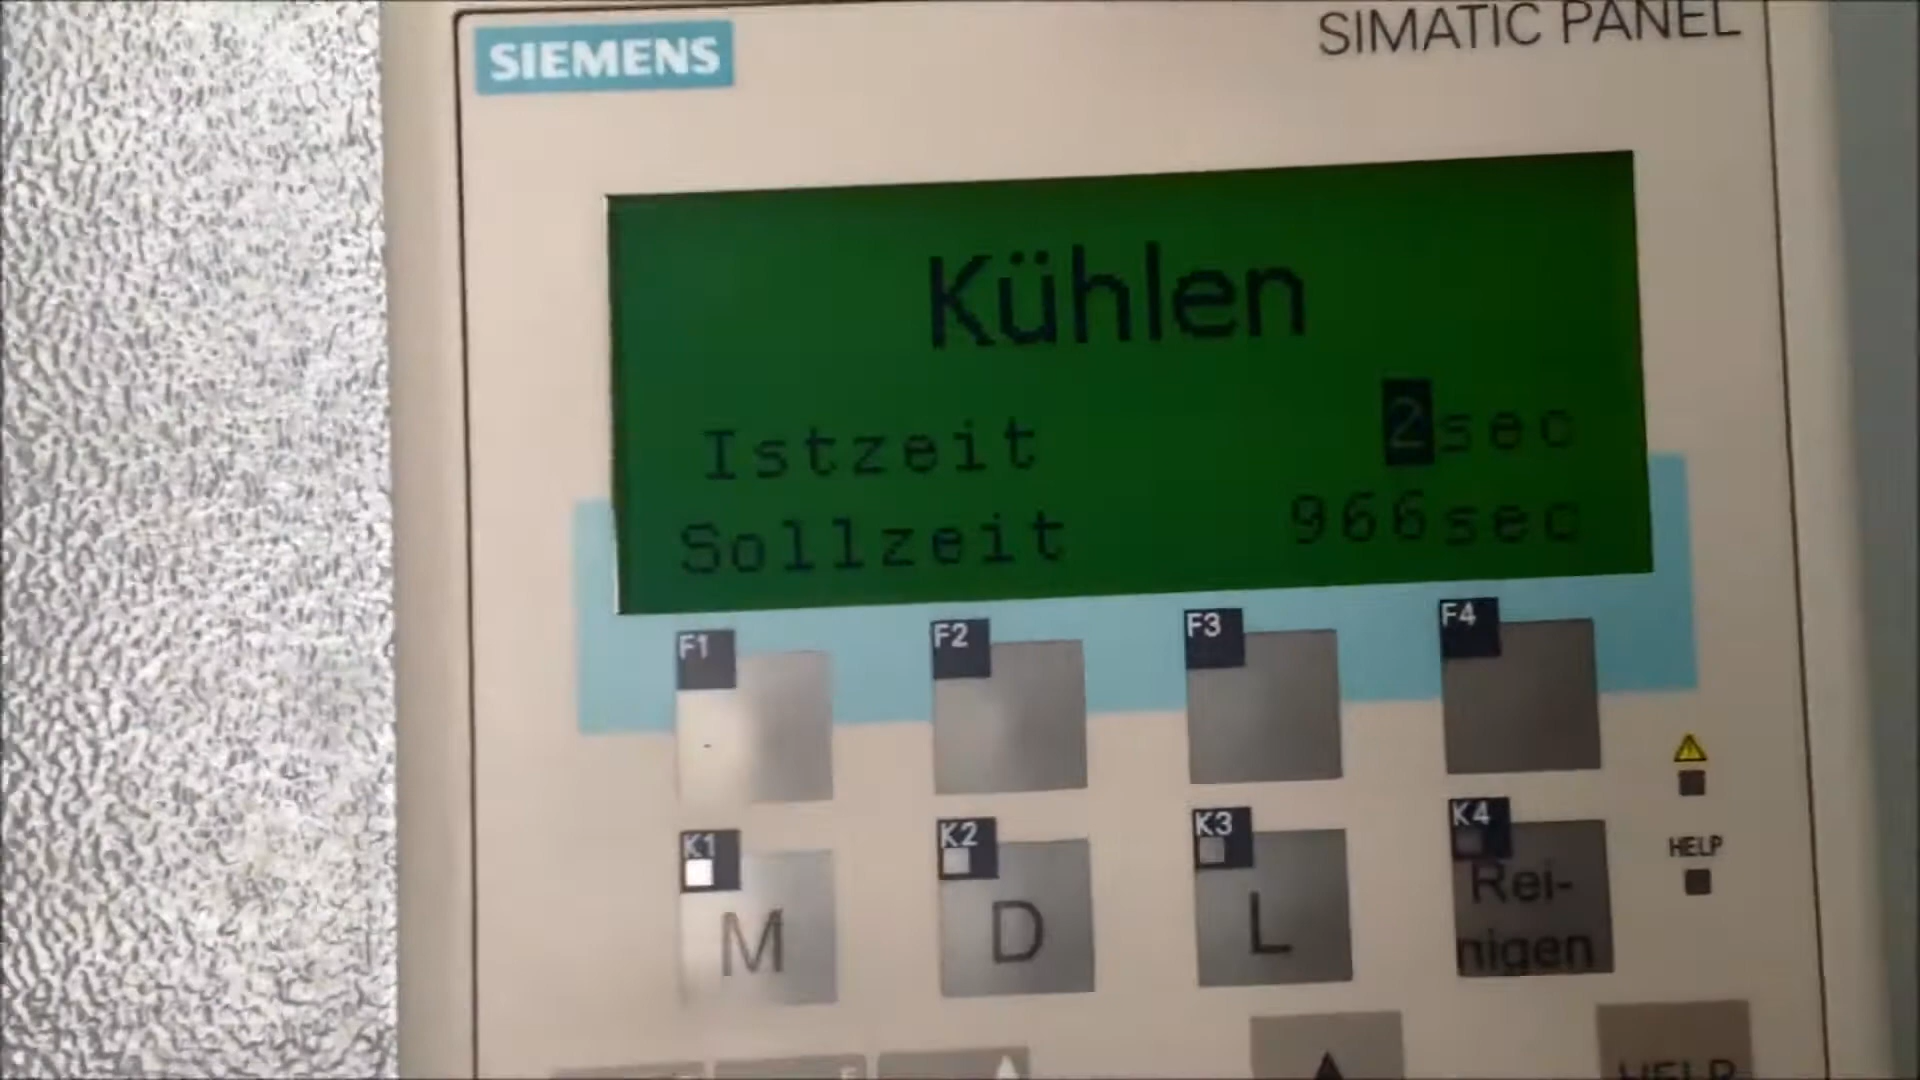 SIEMENS
SIMATIC PANEL
Kühlen
Istzeit 2sec
Sollzeit 966sec
F1 F2 F3 F4
K1 K2 K3 K4
M D L Rei-
nigen
HELP
HELP